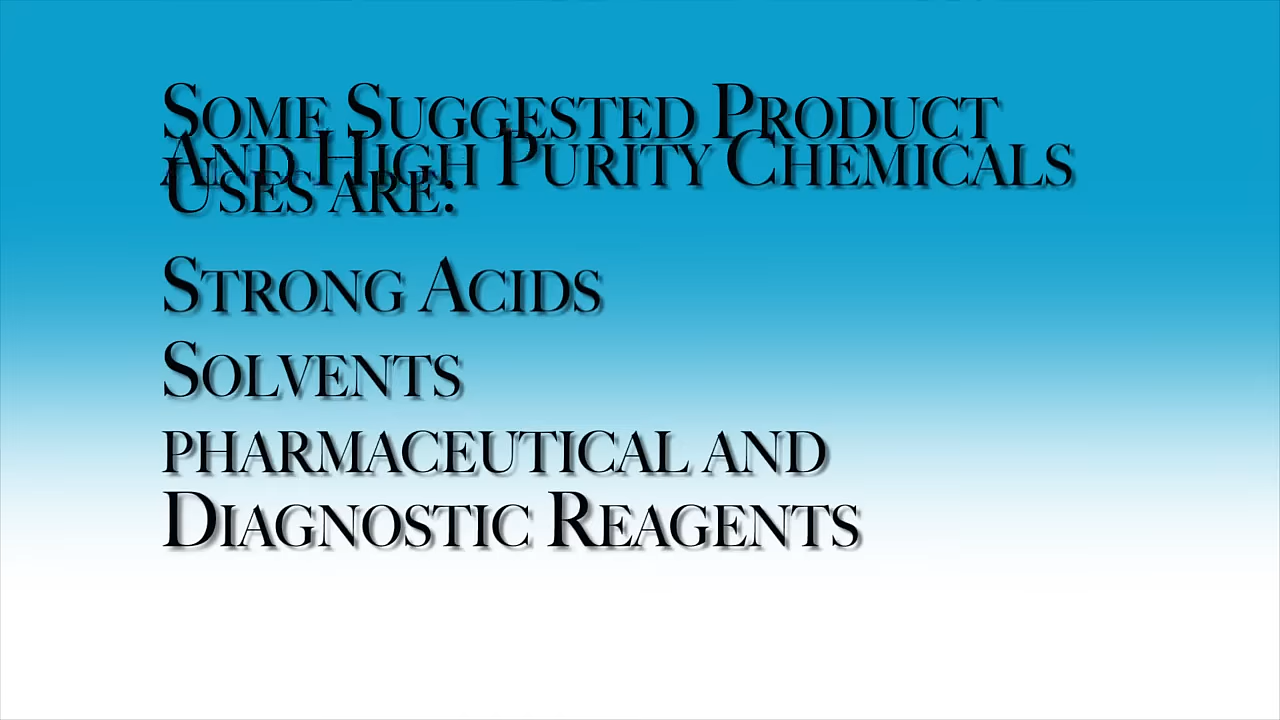 Some Suggested Product
And High Purity Chemicals
Uses are:
Strong Acids
Solvents
pharmaceutical and
Diagnostic Reagents